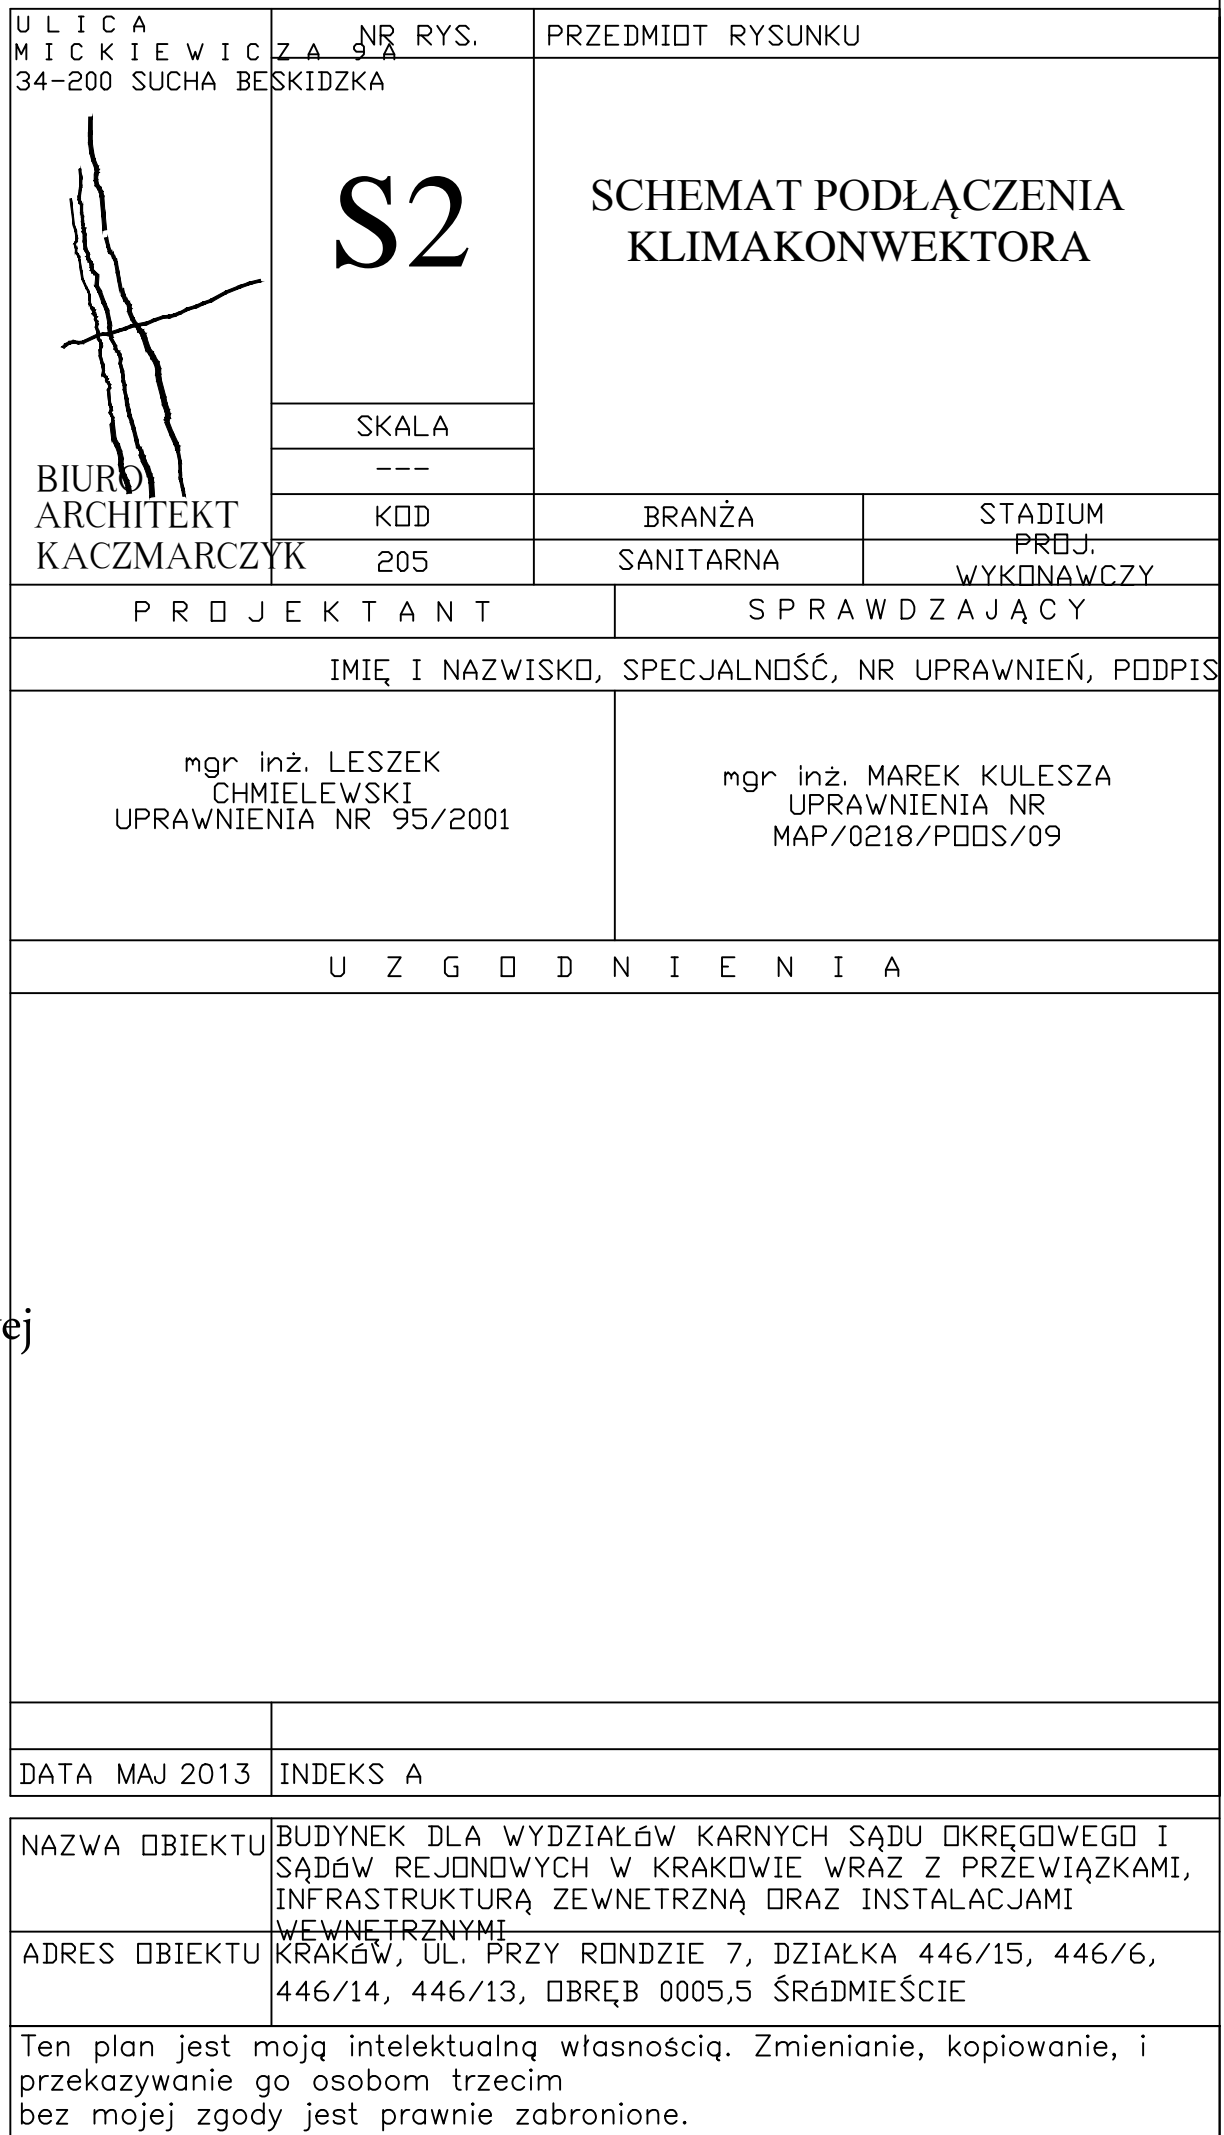 ULICA
MICKIEWICZA 9A
34-200 SUCHA BESKIDZKA
BIURO
ARCHITEKT
KACZMARCZYK
NR RYS.
S2
SKALA
---
KOD
205
PRZEDMIOT RYSUNKU
SCHEMAT PODŁĄCZENIA
KLIMAKONWEKTORA
BRANŻA
SANITARNA
STADIUM
PROJ.
WYKONAWCZY
PROJEKTANT
SPRAWDZAJĄCY
IMIĘ I NAZWISKO, SPECJALNOŚĆ, NR UPRAWNIEŃ, PODPIS
mgr inż. LESZEK
CHMIELEWSKI
UPRAWNIENIA NR 95/2001
mgr inż. MAREK KULESZA
UPRAWNIENIA NR
MAP/0218/POOS/09
UZGODNIENIA
ej
DATA MAJ 2013
INDEKS A
NAZWA OBIEKTU
BUDYNEK DLA WYDZIAŁóW KARNYCH SĄDU OKRĘGOWEGO I
SĄDóW REJONOWYCH W KRAKOWIE WRAZ Z PRZEWIĄZKAMI,
INFRASTRUKTURĄ ZEWNETRZNĄ ORAZ INSTALACJAMI
WEWNĘTRZNYMI
ADRES OBIEKTU
KRAKóW, UL. PRZY RONDZIE 7, DZIAŁKA 446/15, 446/6,
446/14, 446/13, OBRĘB 0005,5 ŚRóDMIEŚCIE
Ten plan jest moją intelektualną własnością. Zmienianie, kopiowanie, i
przekazywanie go osobom trzecim
bez mojej zgody jest prawnie zabronione.